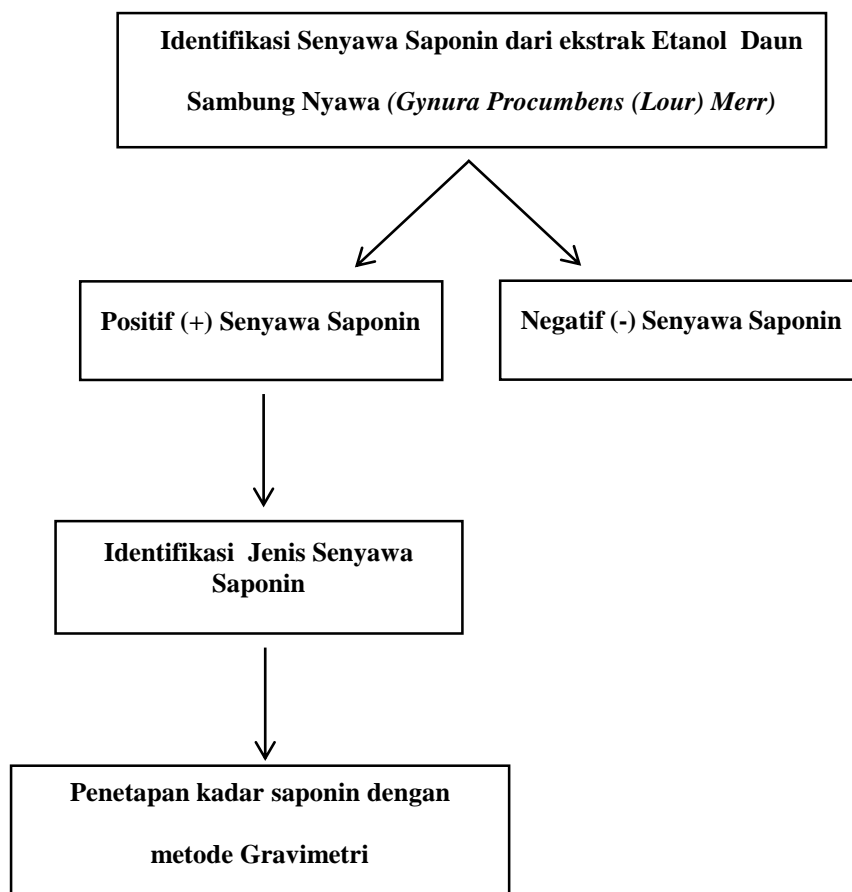 Identifikasi Senyawa Saponin dari ekstrak Etanol Daun
Sambung Nyawa (Gynura Procumbens (Lour) Merr)
Positif (+) Senyawa Saponin
Negatif (-) Senyawa Saponin
Identifikasi Jenis Senyawa
Saponin
Penetapan kadar saponin dengan
metode Gravimetri